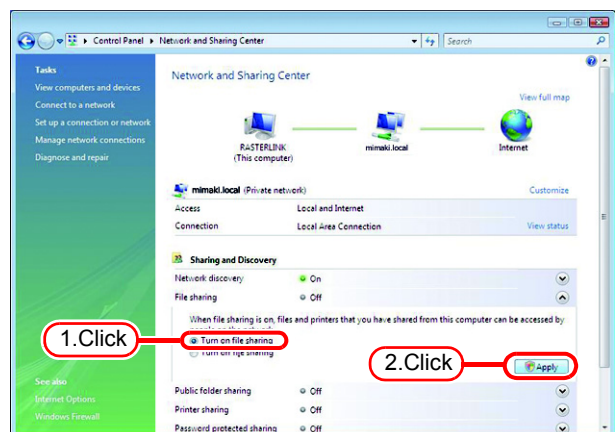 Control Panel ▸ Network and Sharing Center
Search
Tasks
View computers and devices
Connect to a network
Set up a connection or network
Manage network connections
Diagnose and repair
See also
Internet Options
Windows Firewall
Network and Sharing Center
View full map
RASTERLINK
(This computer)
mimaki.local
Internet
mimaki.local (Private network)
Customize
Access
Local and Internet
Connection
Local Area Connection
View status
Sharing and Discovery
Network discovery
On
File sharing
Off
When file sharing is on, files and printers that you have shared from this computer can be accessed by
Turn on file sharing
1.Click
Turn off file sharing
2.Click
Apply
Public folder sharing
Off
Printer sharing
Off
Password protected sharing
Off